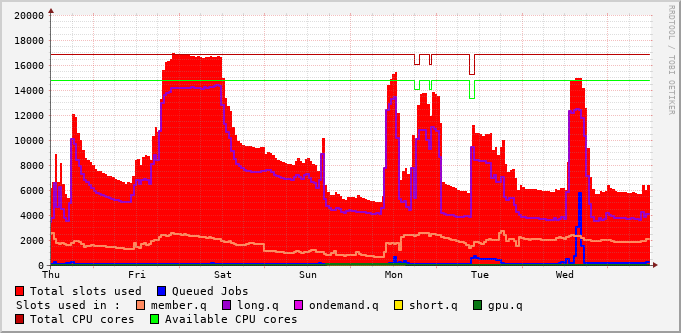 RRDTOOL / TOBI OETIKER
20000
18000
16000
14000
12000
10000
8000
6000
4000
2000
0
Thu Fri Sat Sun Mon Tue Wed
Total slots used Queued Jobs
Slots used in : member.q long.q ondemand.q short.q gpu.q
Total CPU cores Available CPU cores